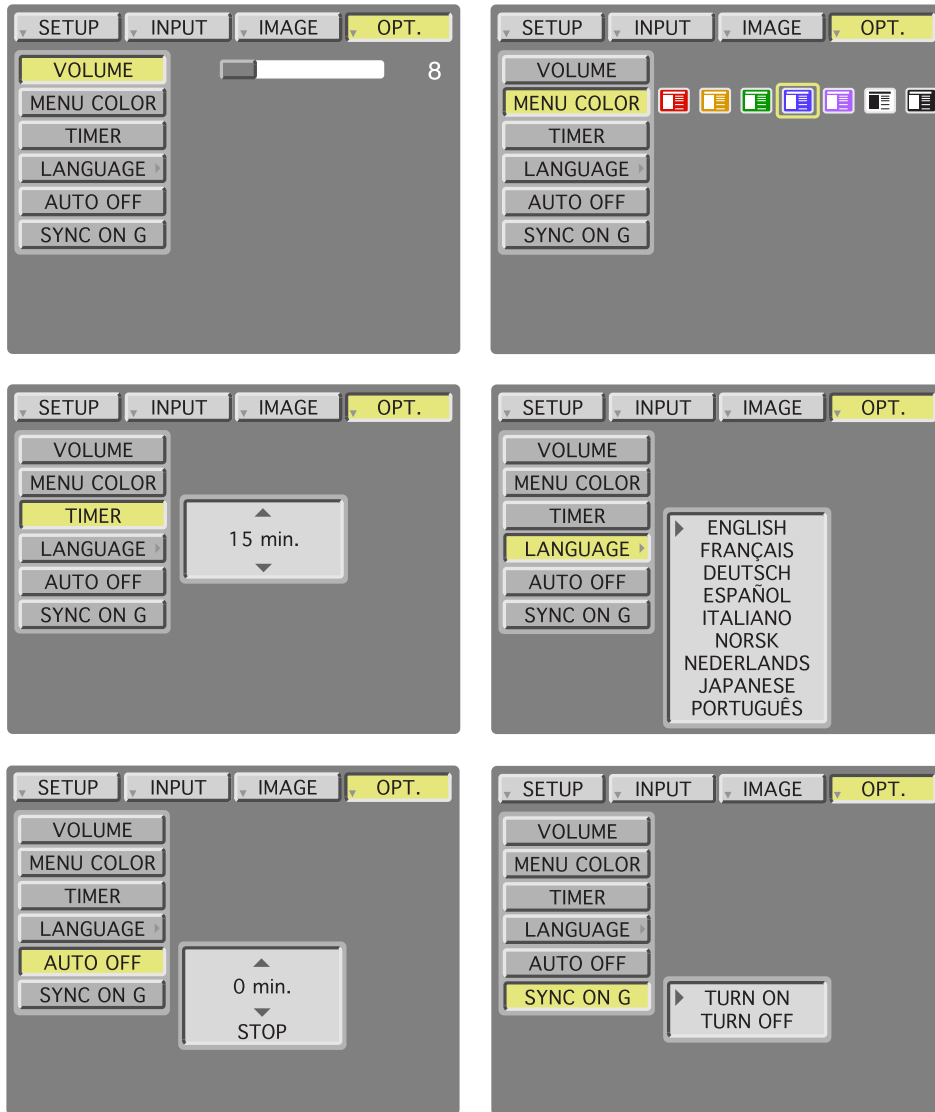 SETUP INPUT IMAGE OPT.
VOLUME 8
MENU COLOR
TIMER
LANGUAGE
AUTO OFF
SYNC ON G
SETUP INPUT IMAGE OPT.
VOLUME
MENU COLOR
TIMER
LANGUAGE
AUTO OFF
SYNC ON G
SETUP INPUT IMAGE OPT.
VOLUME
MENU COLOR
TIMER
15 min.
LANGUAGE
AUTO OFF
SYNC ON G
SETUP INPUT IMAGE OPT.
VOLUME
MENU COLOR
TIMER
LANGUAGE
AUTO OFF
SYNC ON G
ENGLISH
FRANÇAIS
DEUTSCH
ESPAÑOL
ITALIANO
NORSK
NEDERLANDS
JAPANESE
PORTUGUÊS
SETUP INPUT IMAGE OPT.
VOLUME
MENU COLOR
TIMER
LANGUAGE
AUTO OFF
SYNC ON G
0 min.
STOP
SETUP INPUT IMAGE OPT.
VOLUME
MENU COLOR
TIMER
LANGUAGE
AUTO OFF
SYNC ON G
TURN ON
TURN OFF